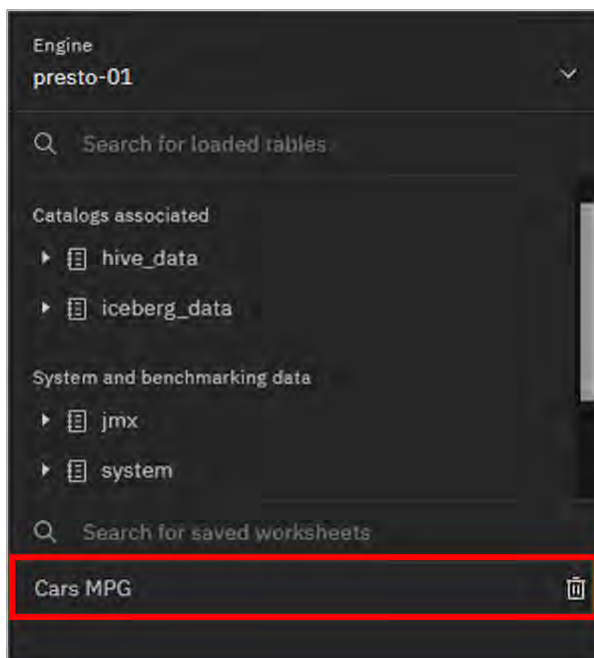 Engine
presto-01
Search for loaded tables
Catalogs associated
hive_data
iceberg_data
System and benchmarking data
jmx
system
Search for saved worksheets
Cars MPG